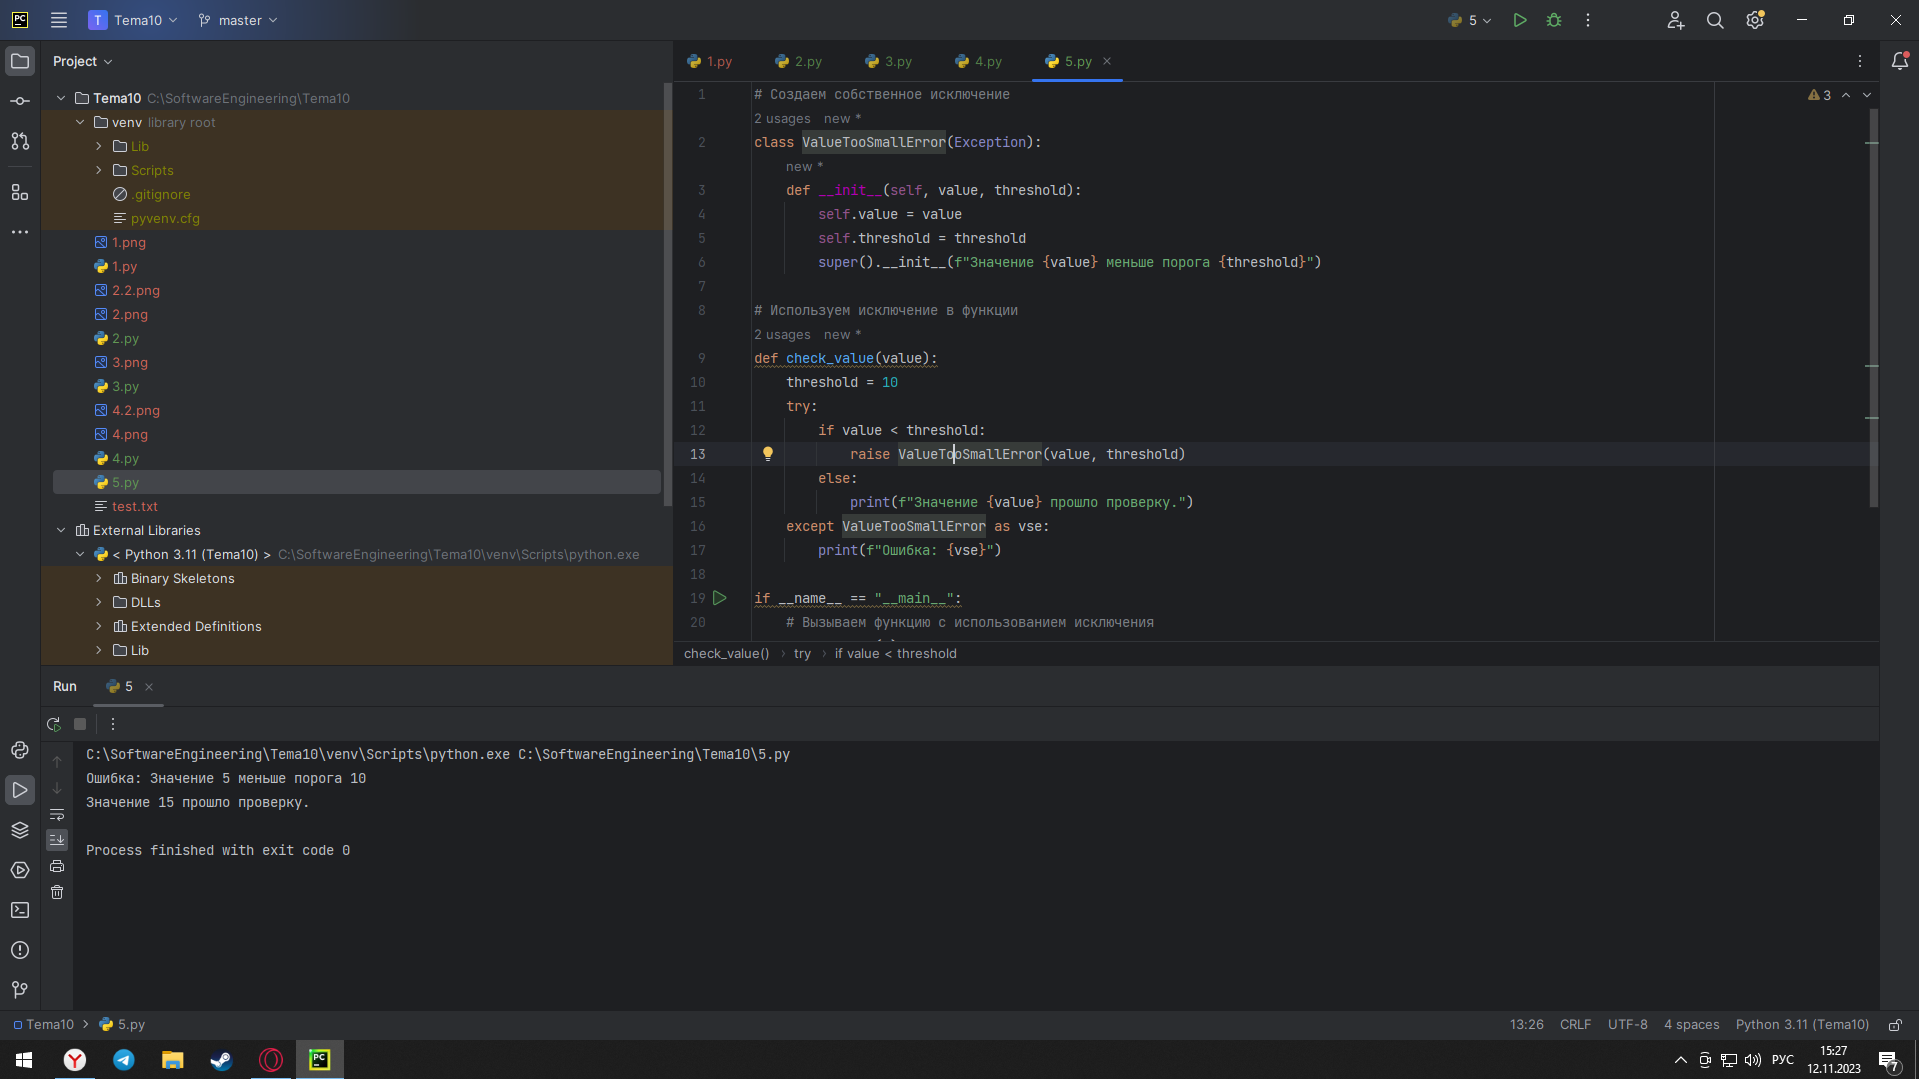 PC T Tema10 master 5
Project
Tema10 C:\SoftwareEngineering\Tema10
venv library root
Lib
Scripts
.gitignore
pyvenv.cfg
1.png
1.py
2.2.png
2.png
2.py
3.png
3.py
4.2.png
4.png
4.py
5.py
test.txt
External Libraries
< Python 3.11 (Tema10) > C:\SoftwareEngineering\Tema10\venv\Scripts\python.exe
Binary Skeletons
DLLs
Extended Definitions
Lib
1.py 2.py 3.py 4.py 5.py
3
1 # Создаем собственное исключение
2 usages new *
2 class ValueTooSmallError(Exception):
new *
3 def __init__(self, value, threshold):
4 self.value = value
5 self.threshold = threshold
6 super().__init__(f"Значение {value} меньше порога {threshold}")
7
8 # Используем исключение в функции
2 usages new *
9 def check_value(value):
10 threshold = 10
11 try:
12 if value < threshold:
13 raise ValueTooSmallError(value, threshold)
14 else:
15 print(f"Значение {value} прошло проверку.")
16 except ValueTooSmallError as vse:
17 print(f"Ошибка: {vse}")
18
19 if __name__ == "__main__":
20 # Вызываем функцию с использованием исключения
check_value() › try › if value < threshold
Run 5
C:\SoftwareEngineering\Tema10\venv\Scripts\python.exe C:\SoftwareEngineering\Tema10\5.py
Ошибка: Значение 5 меньше порога 10
Значение 15 прошло проверку.
Process finished with exit code 0
Tema10 > 5.py
13:26 CRLF UTF-8 4 spaces Python 3.11 (Tema10)
PC
РУС
15:27
12.11.2023
7